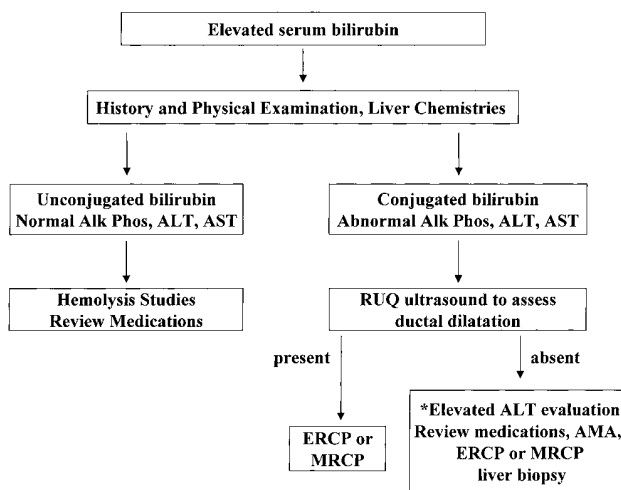 Elevated serum bilirubin
History and Physical Examination, Liver Chemistries
Unconjugated bilirubin
Normal Alk Phos, ALT, AST
Conjugated bilirubin
Abnormal Alk Phos, ALT, AST
Hemolysis Studies
Review Medications
RUQ ultrasound to assess
ductal dilatation
present
absent
ERCP or
MRCP
*Elevated ALT evaluation
Review medications, AMA,
ERCP or MRCP
liver biopsy